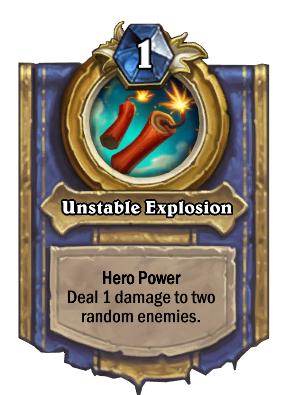 1
Unstable Explosion
Hero Power
Deal 1 damage to two
random enemies.